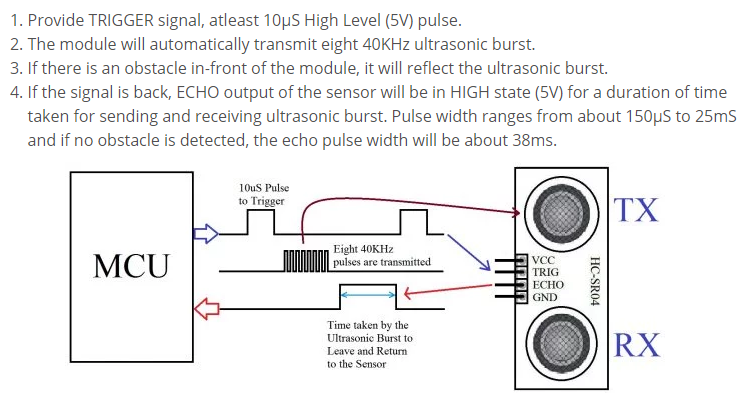 1. Provide TRIGGER signal, atleast 10µS High Level (5V) pulse.
2. The module will automatically transmit eight 40KHz ultrasonic burst.
3. If there is an obstacle in-front of the module, it will reflect the ultrasonic burst.
4. If the signal is back, ECHO output of the sensor will be in HIGH state (5V) for a duration of time
taken for sending and receiving ultrasonic burst. Pulse width ranges from about 150µS to 25mS
and if no obstacle is detected, the echo pulse width will be about 38ms.
10uS Pulse
to Trigger
TX
MCU
Eight 40KHz
pulses are transmitted
VCC
TRIG
ECHO
GND
HC-SR04
Time taken by the
Ultrasonic Burst to
Leave and Return
to the Sensor
RX